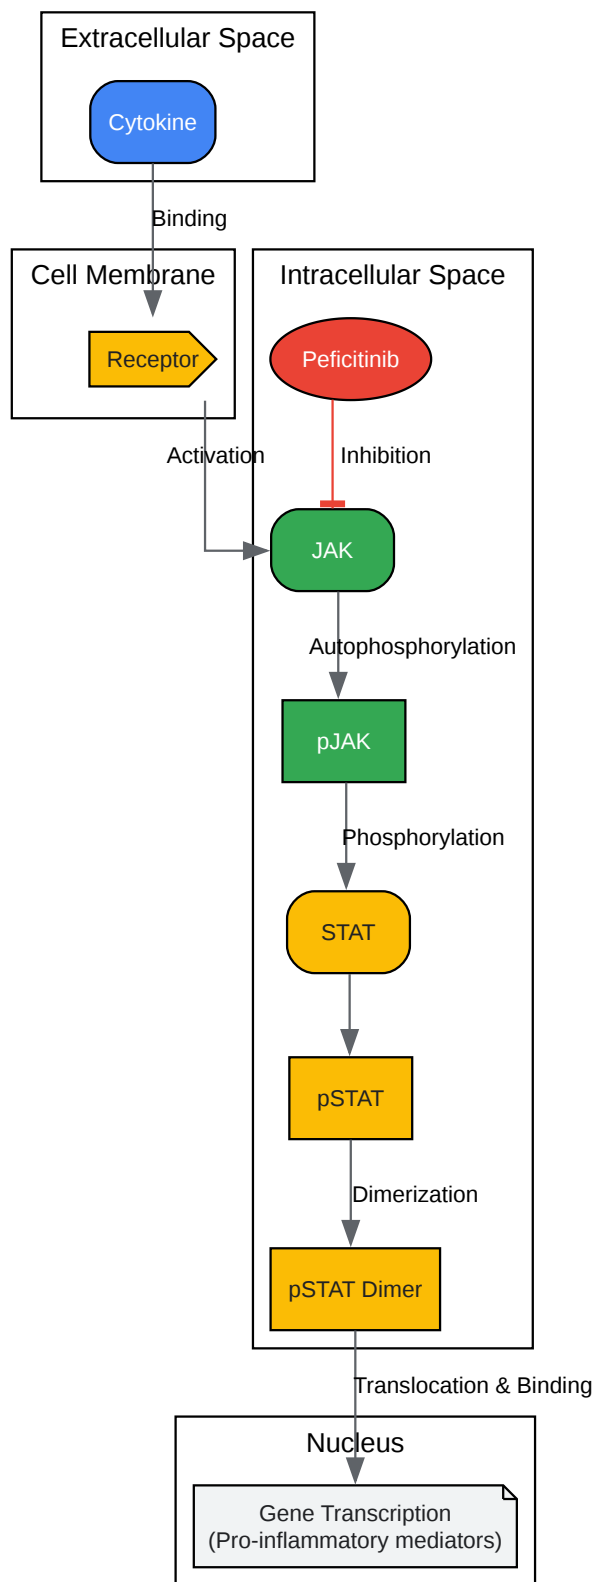 Extracellular Space
Cytokine
Binding
Cell Membrane
Receptor
Activation
Intracellular Space
Peficitinib
Inhibition
JAK
Autophosphorylation
pJAK
Phosphorylation
STAT
pSTAT
Dimerization
pSTAT Dimer
Translocation & Binding
Nucleus
Gene Transcription
(Pro-inflammatory mediators)